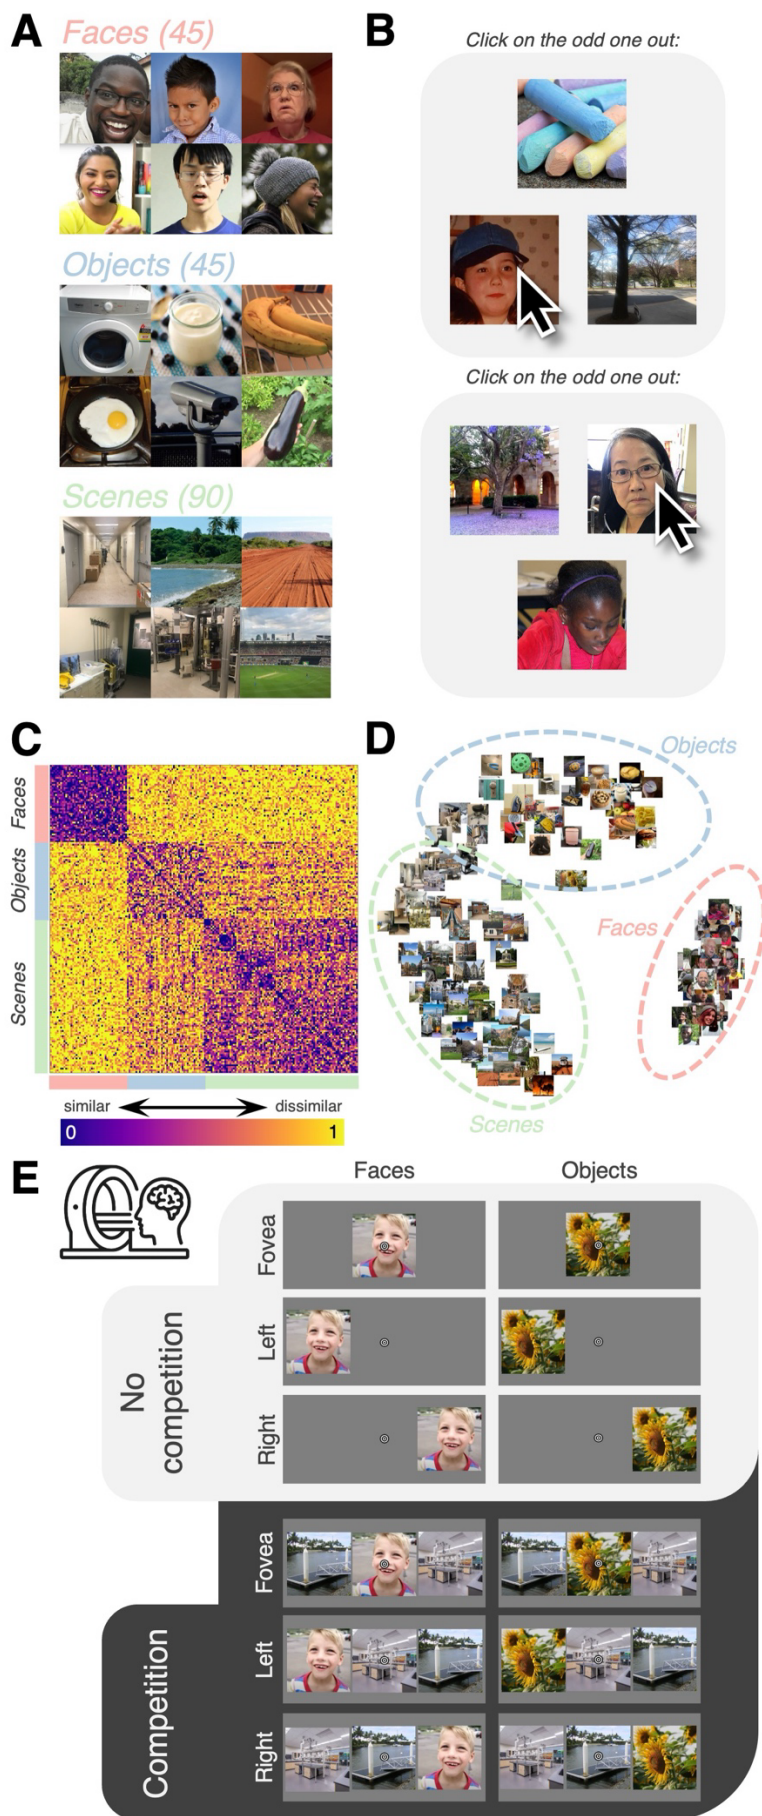 A
Faces (45)
Objects (45)
Scenes (90)
B
Click on the odd one out:
Click on the odd one out:
C
Faces
Objects
Scenes
similar
dissimilar
0
1
D
Objects
Faces
Scenes
E
Faces
Objects
No
competition
Fovea
Left
Right
Competition
Fovea
Left
Right